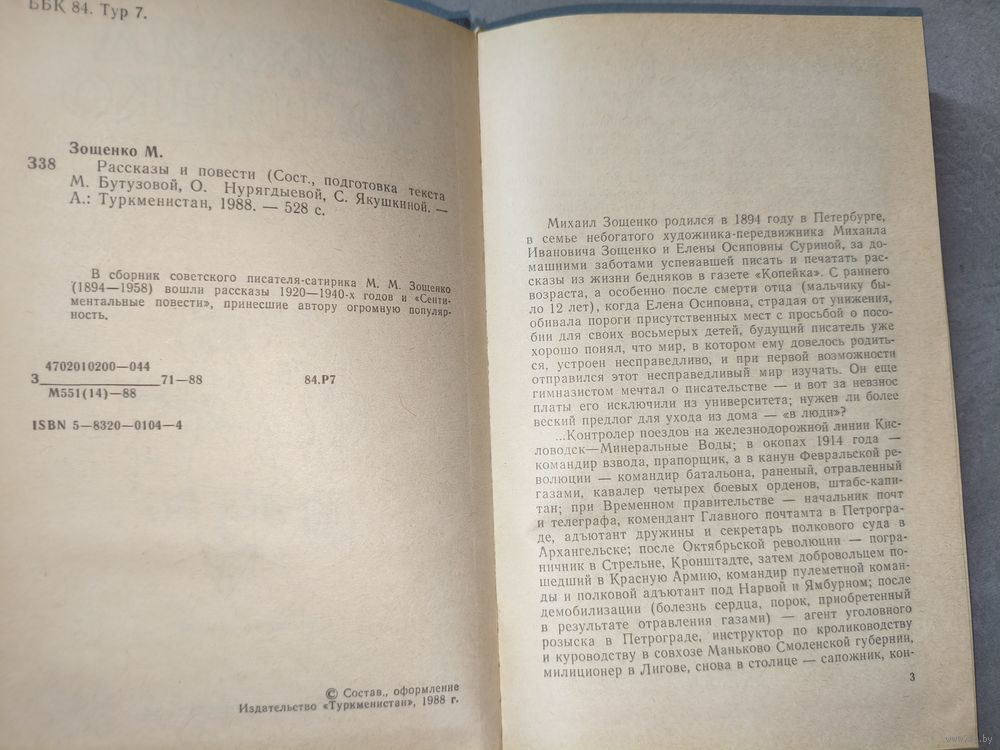 ББК 84. Тур 7.
Зощенко М.
З38
Рассказы и повести (Сост., подготовка текста
М. Бутузовой, О. Нурягдыевой, С. Якушкиной. —
А.: Туркменистан, 1988. — 528 с.
В сборник советского писателя-сатирика М. М. Зощенко
(1894—1958) вошли рассказы 1920—1940-х годов и «Сенти-
ментальные повести», принесшие автору огромную популяр-
ность.
4702010200—044
З 71—88 84.Р7
М551(14)—88
ISBN 5—8320—0104—4
© Состав., оформление
Издательство «Туркменистан», 1988 г.
Михаил Зощенко родился в 1894 году в Петербурге,
в семье небогатого художника-передвижника Михаила
Ивановича Зощенко и Елены Осиповны Суриной, за до-
машними заботами успевавшей писать и печатать рас-
сказы из жизни бедняков в газете «Копейка». С раннего
возраста, а особенно после смерти отца (мальчику бы-
ло 12 лет), когда Елена Осиповна, страдая от унижения,
обивала пороги присутственных мест с просьбой о посо-
бии для своих восьмерых детей, будущий писатель уже
хорошо понял, что мир, в котором ему довелось родить-
ся, устроен несправедливо, и при первой возможности
отправился этот несправедливый мир изучать. Он еще
гимназистом мечтал о писательстве — и вот за невзнос
платы его исключили из университета; нужен ли более
веский предлог для ухода из дома — «в люди»?
...Контролер поездов на железнодорожной линии Кис-
ловодск—Минеральные Воды; в окопах 1914 года —
командир взвода, прапорщик, а в канун Февральской ре-
волюции — командир батальона, раненый, отравленный
газами, кавалер четырех боевых орденов, штабс-капи-
тан; при Временном правительстве — начальник почт
и телеграфа, комендант Главного почтамта в Петрогра-
де, адъютант дружины и секретарь полкового суда в
Архангельске; после Октябрьской революции — погра-
ничник в Стрельне, Кронштадте, затем добровольцем по-
шедший в Красную Армию, командир пулеметной коман-
ды и полковой адъютант под Нарвой и Ямбурном; после
демобилизации (болезнь сердца, порок, приобретенный
в результате отравления газами) — агент уголовного
розыска в Петрограде, инструктор по кролиководству
и куроводству в совхозе Маньково Смоленской губернии,
милиционер в Лигове, снова в столице — сапожник, кон-
3